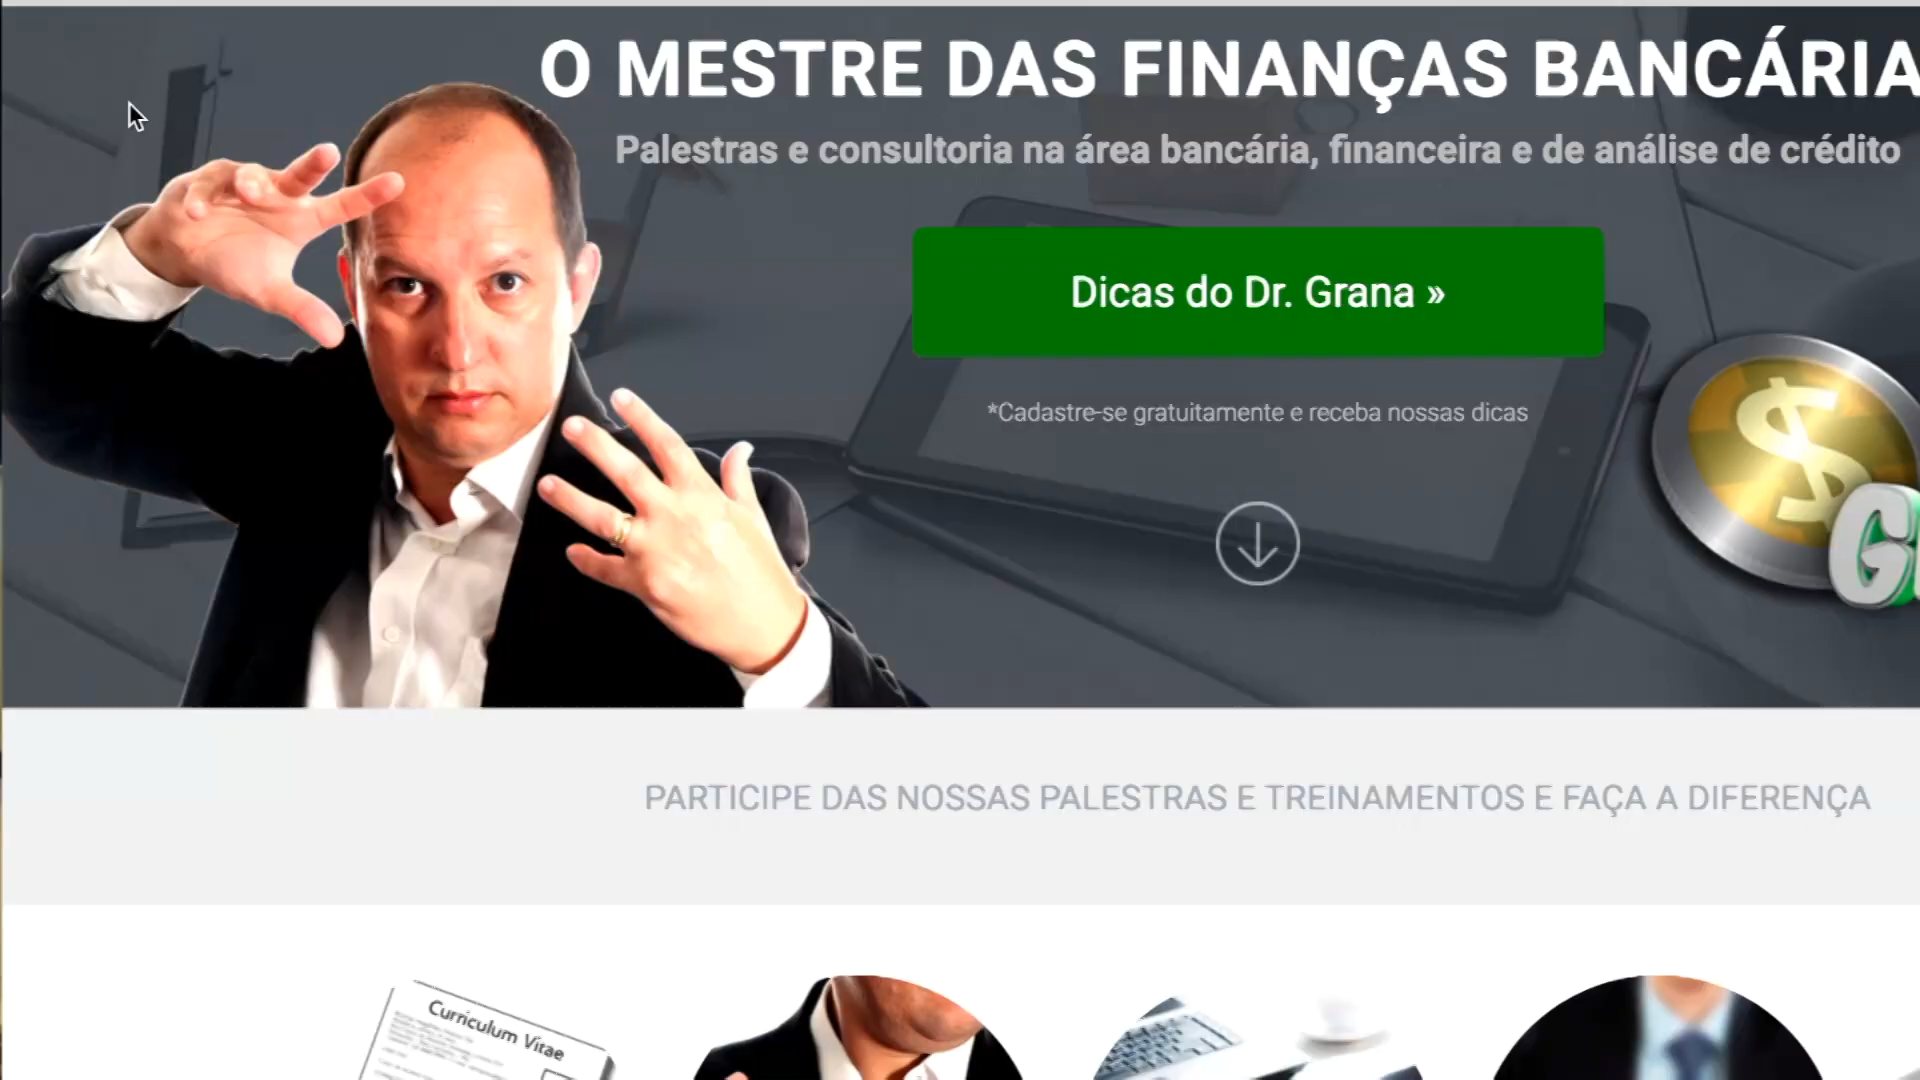 O MESTRE DAS FINANÇAS BANCÁRIA
Palestras e consultoria na área bancária, financeira e de análise de crédito
Dicas do Dr. Grana »
*Cadastre-se gratuitamente e receba nossas dicas
$
G
PARTICIPE DAS NOSSAS PALESTRAS E TREINAMENTOS E FAÇA A DIFERENÇA
Curriculum Vitae